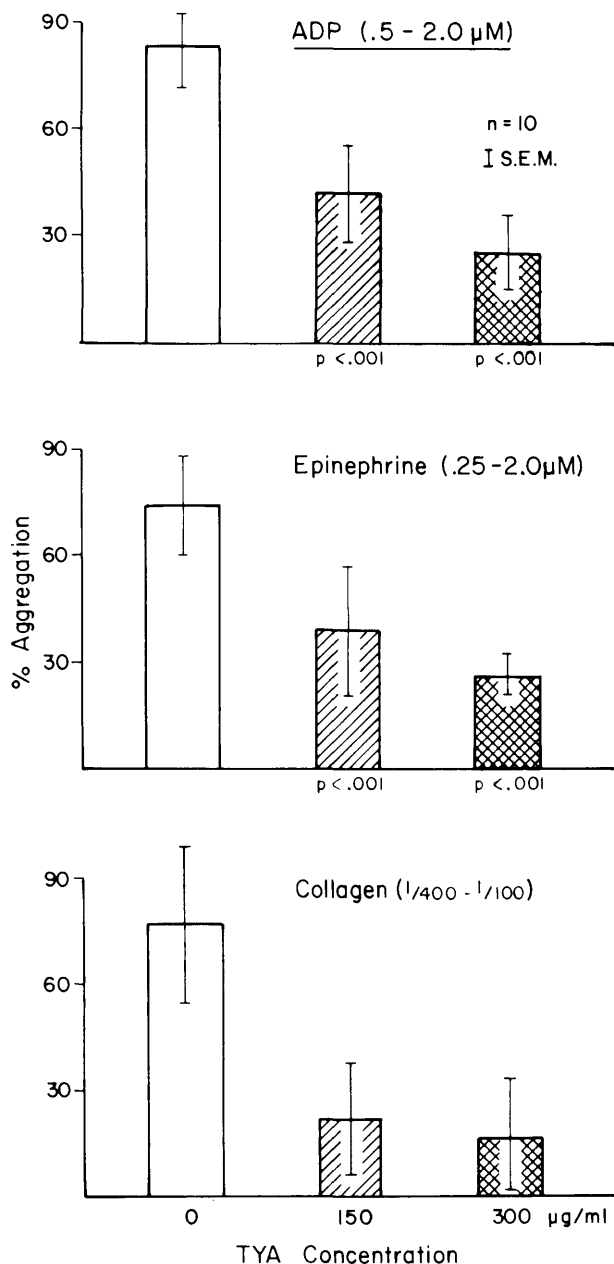 90
ADP (.5 - 2.0 μM)
n = 10
I S.E.M.
60
30
p <.001 p <.001
90
Epinephrine (.25 - 2.0μM)
60
30
% Aggregation
p <.001 p <.001
90
Collagen (1/400 - 1/100)
60
30
0 150 300 μg/ml
TYA Concentration